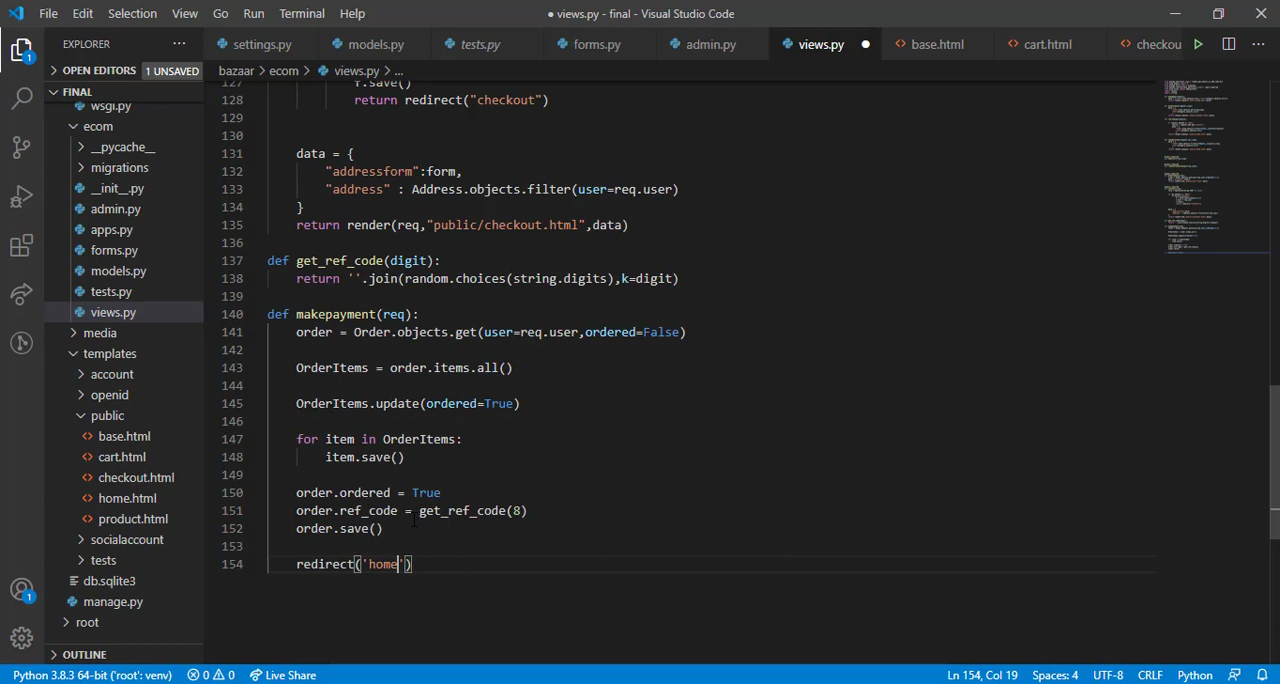 File Edit Selection View Go Run Terminal Help
● views.py - final - Visual Studio Code
EXPLORER
settings.py models.py tests.py forms.py admin.py views.py base.html cart.html checkou
OPEN EDITORS 1 UNSAVED
bazaar > ecom > views.py > ...
FINAL
wsgi.py
ecom
__pycache__
migrations
__init__.py
admin.py
apps.py
forms.py
models.py
tests.py
views.py
media
templates
account
openid
public
base.html
cart.html
checkout.html
home.html
product.html
socialaccount
tests
db.sqlite3
manage.py
root
OUTLINE
127 f.save()
128 return redirect("checkout")
129
130
131 data = {
132 "addressform":form,
133 "address" : Address.objects.filter(user=req.user)
134 }
135 return render(req,"public/checkout.html",data)
136
137 def get_ref_code(digit):
138 return ''.join(random.choices(string.digits),k=digit)
139
140 def makepayment(req):
141 order = Order.objects.get(user=req.user,ordered=False)
142
143 OrderItems = order.items.all()
144
145 OrderItems.update(ordered=True)
146
147 for item in OrderItems:
148 item.save()
149
150 order.ordered = True
151 order.ref_code = get_ref_code(8)
152 order.save()
153
154 redirect('home')
1
1
Python 3.8.3 64-bit ('root': venv) 0 0 Live Share Ln 154, Col 19 Spaces: 4 UTF-8 CRLF Python